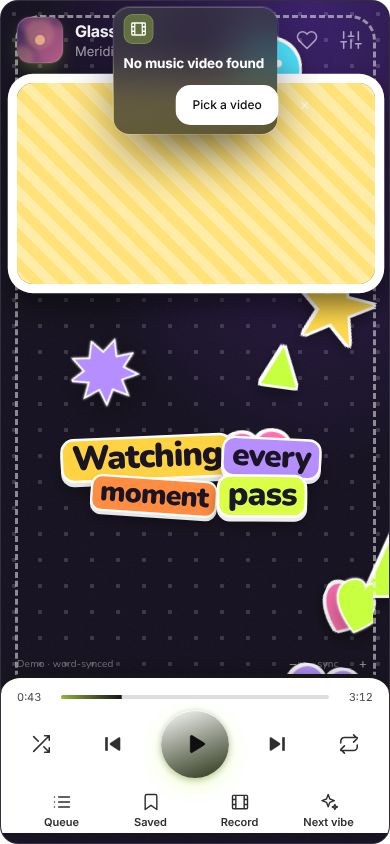 Glass
Meridi
No music video found
Pick a video
Watching every
moment pass
Demo · word-synced
sync +
0:43
3:12
Queue Saved Record Next vibe